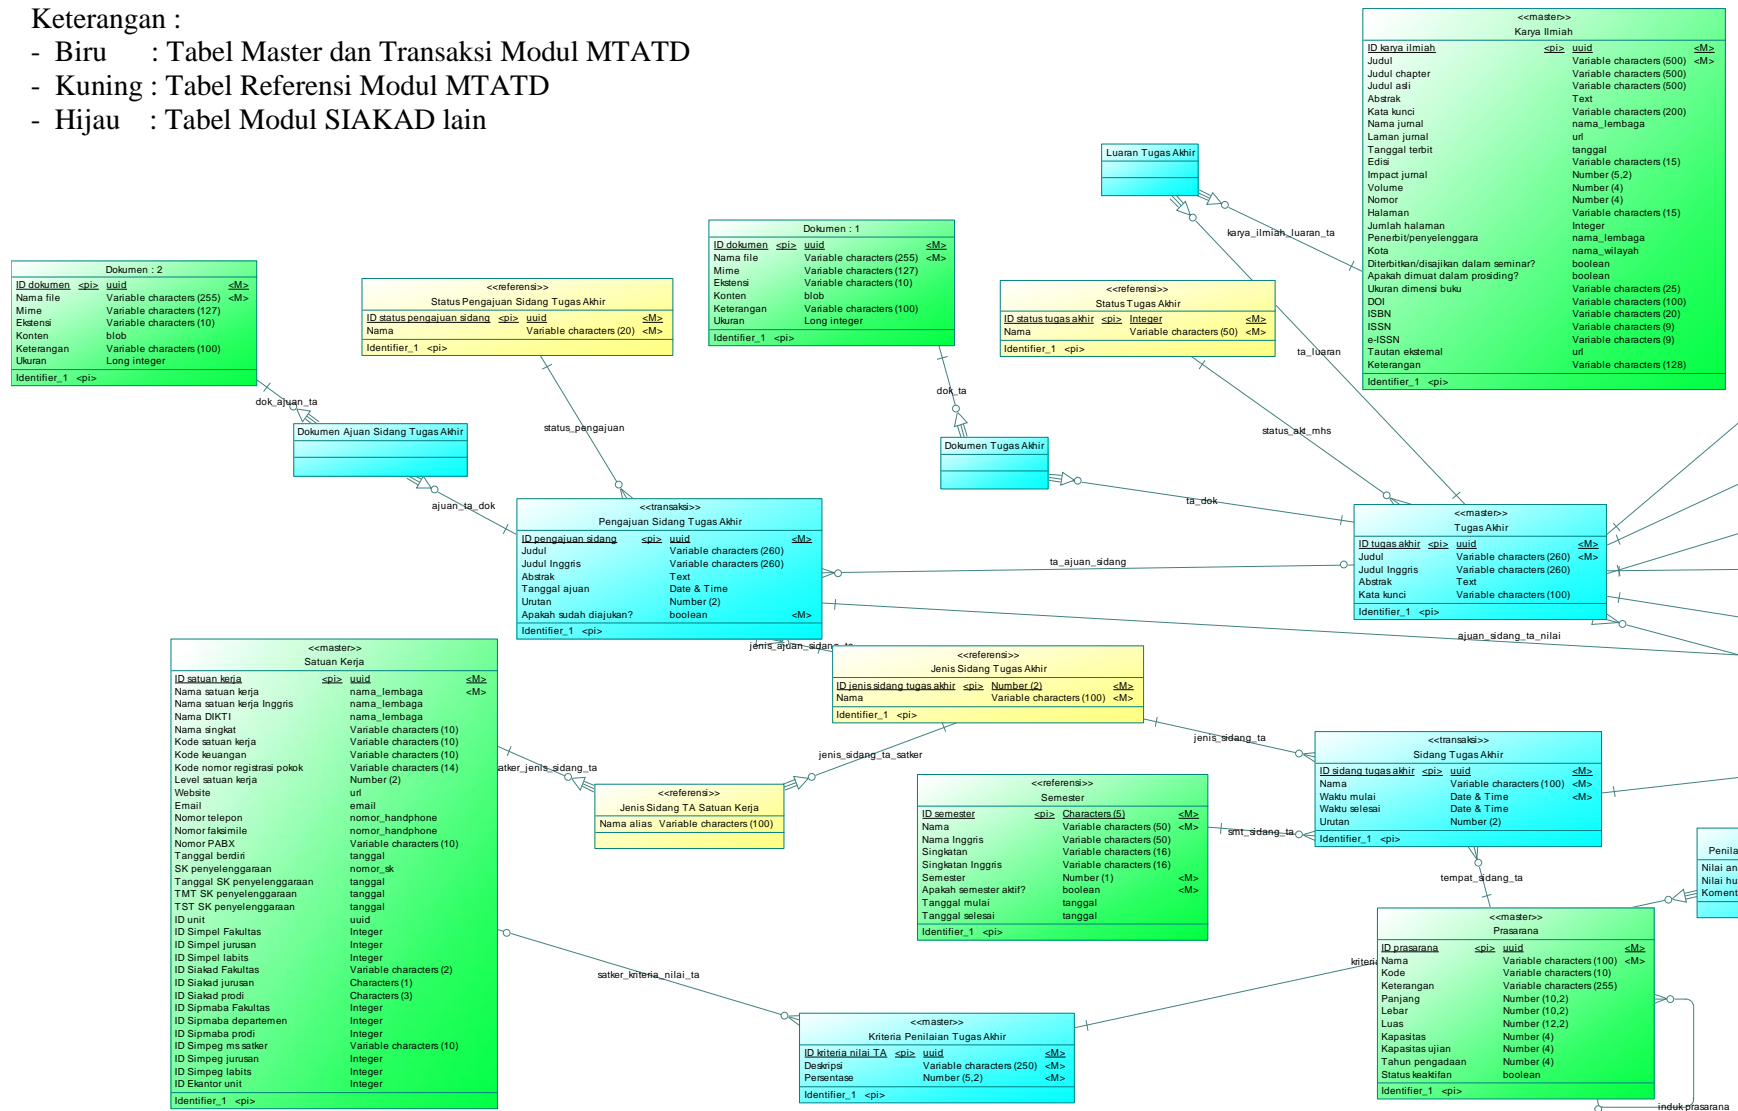 Keterangan :
- Biru : Tabel Master dan Transaksi Modul MTATD
- Kuning : Tabel Referensi Modul MTATD
- Hijau : Tabel Modul SIAKAD lain
<<master>>
Karya Ilmiah
ID karya ilmiah <pi> uuid <M>
Judul Variable characters (500) <M>
Judul chapter Variable characters (500)
Judul asli Variable characters (500)
Abstrak Text
Kata kunci Variable characters (200)
Nama jurnal nama_lembaga
Laman jurnal url
Tanggal terbit tanggal
Edisi Variable characters (15)
Impact jurnal Number (5,2)
Volume Number (4)
Nomor Number (4)
Halaman Variable characters (15)
Jumlah halaman Integer
Penerbit/penyelenggara nama_lembaga
Kota nama_wilayah
Diterbitkan/disajikan dalam seminar? boolean
Apakah dimuat dalam prosiding? boolean
Ukuran dimensi buku Variable characters (25)
DOI Variable characters (100)
ISBN Variable characters (20)
ISSN Variable characters (9)
e-ISSN Variable characters (9)
Tautan eksternal url
Keterangan Variable characters (128)
Identifier_1 <pi>
Luaran Tugas Akhir
karya_ilmiah_luaran_ta
ta_luaran
Dokumen : 2
ID dokumen <pi> uuid <M>
Nama file Variable characters (255) <M>
Mime Variable characters (127)
Ekstensi Variable characters (10)
Konten blob
Keterangan Variable characters (100)
Ukuran Long integer
Identifier_1 <pi>
<<referensi>>
Status Pengajuan Sidang Tugas Akhir
ID status pengajuan sidang <pi> uuid <M>
Nama Variable characters (20) <M>
Identifier_1 <pi>
Dokumen : 1
ID dokumen <pi> uuid <M>
Nama file Variable characters (255) <M>
Mime Variable characters (127)
Ekstensi Variable characters (10)
Konten blob
Keterangan Variable characters (100)
Ukuran Long integer
Identifier_1 <pi>
<<referensi>>
Status Tugas Akhir
ID status tugas akhir <pi> Integer <M>
Nama Variable characters (50) <M>
Identifier_1 <pi>
dok_ajuan_ta
Dokumen Ajuan Sidang Tugas Akhir
ajuan_ta_dok
status_pengajuan
dok_ta
Dokumen Tugas Akhir
ta_dok
status_akt_mhs
<<transaksi>>
Pengajuan Sidang Tugas Akhir
ID pengajuan sidang <pi> uuid <M>
Judul Variable characters (260)
Judul Inggris Variable characters (260)
Abstrak Text
Tanggal ajuan Date & Time
Urutan Number (2)
Apakah sudah diajukan? boolean <M>
Identifier_1 <pi>
ta_ajuan_sidang
<<master>>
Tugas Akhir
ID tugas akhir <pi> uuid <M>
Judul Variable characters (260) <M>
Judul Inggris Variable characters (260)
Abstrak Text
Kata kunci Variable characters (100)
Identifier_1 <pi>
ajuan_sidang_ta_nilai
jenis_ajuan_sidang_ta
<<master>>
Satuan Kerja
ID satuan kerja <pi> uuid <M>
Nama satuan kerja nama_lembaga <M>
Nama satuan kerja Inggris nama_lembaga
Nama DIKTI nama_lembaga
Nama singkat Variable characters (10)
Kode satuan kerja Variable characters (10)
Kode keuangan Variable characters (10)
Kode nomor registrasi pokok Variable characters (14)
Level satuan kerja Number (2)
Website url
Email email
Nomor telepon nomor_handphone
Nomor faksimile nomor_handphone
Nomor PABX Variable characters (10)
Tanggal berdiri tanggal
SK penyelenggaraan nomor_sk
Tanggal SK penyelenggaraan tanggal
TMT SK penyelenggaraan tanggal
TST SK penyelenggaraan tanggal
ID unit uuid
ID Simpel Fakultas Integer
ID Simpel jurusan Integer
ID Simpel labits Integer
ID Siakad Fakultas Variable characters (2)
ID Siakad jurusan Characters (1)
ID Siakad prodi Characters (3)
ID Sipmaba Fakultas Integer
ID Sipmaba departemen Integer
ID Sipmaba prodi Integer
ID Simpeg ms satker Variable characters (10)
ID Simpeg jurusan Integer
ID Simpeg labits Integer
ID Ekantor unit Integer
Identifier_1 <pi>
<<referensi>>
Jenis Sidang Tugas Akhir
ID jenis sidang tugas akhir <pi> Number (2) <M>
Nama Variable characters (100) <M>
Identifier_1 <pi>
jenis_sidang_ta
jenis_sidang_ta_satker
atker_jenis_sidang_ta
<<referensi>>
Jenis Sidang TA Satuan Kerja
Nama alias Variable characters (100)
<<transaksi>>
Sidang Tugas Akhir
ID sidang tugas akhir <pi> uuid <M>
Nama Variable characters (100) <M>
Waktu mulai Date & Time <M>
Waktu selesai Date & Time
Urutan Number (2)
Identifier_1 <pi>
<<referensi>>
Semester
ID semester <pi> Characters (5) <M>
Nama Variable characters (50) <M>
Nama Inggris Variable characters (50)
Singkatan Variable characters (16)
Singkatan Inggris Variable characters (16)
Semester Number (1) <M>
Apakah semester aktif? boolean <M>
Tanggal mulai tanggal
Tanggal selesai tanggal
Identifier_1 <pi>
smt_sidang_ta
tempat_sidang_ta
Penila
Nilai an
Nilai hu
Koment
satker_kriteria_nilai_ta
kriteri
<<master>>
Prasarana
ID prasarana <pi> uuid <M>
Nama Variable characters (100) <M>
Kode Variable characters (10)
Keterangan Variable characters (255)
Panjang Number (10,2)
Lebar Number (10,2)
Luas Number (12,2)
Kapasitas Number (4)
Kapasitas ujian Number (4)
Tahun pengadaan Number (4)
Status keaktifan boolean
Identifier_1 <pi>
induk prasarana
<<master>>
Kriteria Penilaian Tugas Akhir
ID kriteria nilai TA <pi> uuid <M>
Deskripsi Variable characters (250) <M>
Persentase Number (5,2) <M>
Identifier_1 <pi>